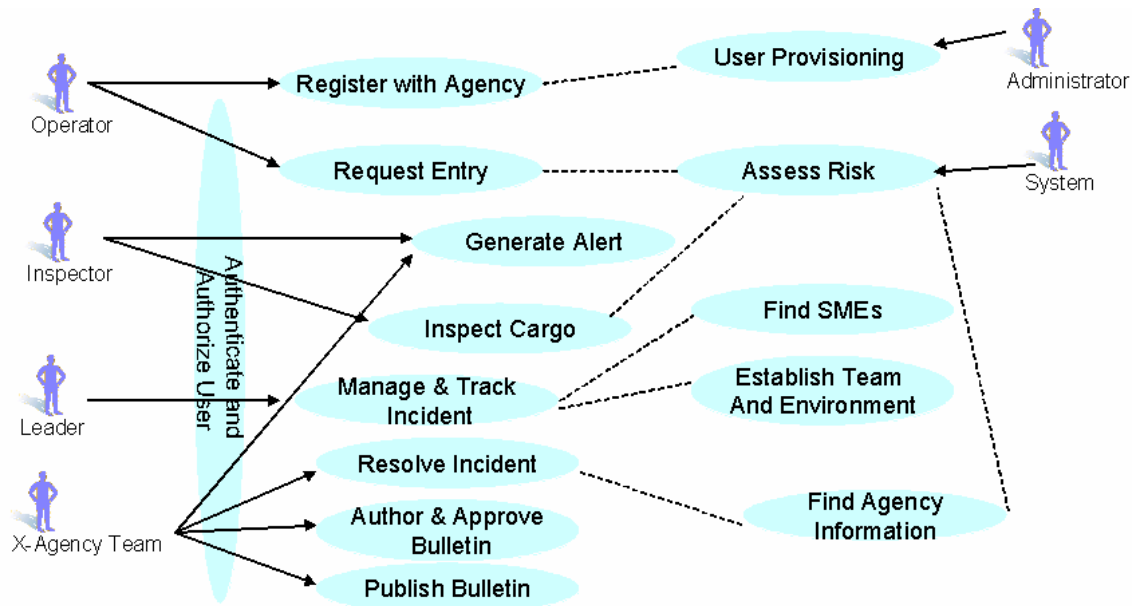 User Provisioning
Register with Agency
Administrator
Operator
Request Entry
Assess Risk
System
Generate Alert
Inspector
Authenticate and
Authorize User
Find SMEs
Inspect Cargo
Manage & Track
Incident
Establish Team
And Environment
Leader
Resolve Incident
Find Agency
Information
Author & Approve
Bulletin
X-Agency Team
Publish Bulletin